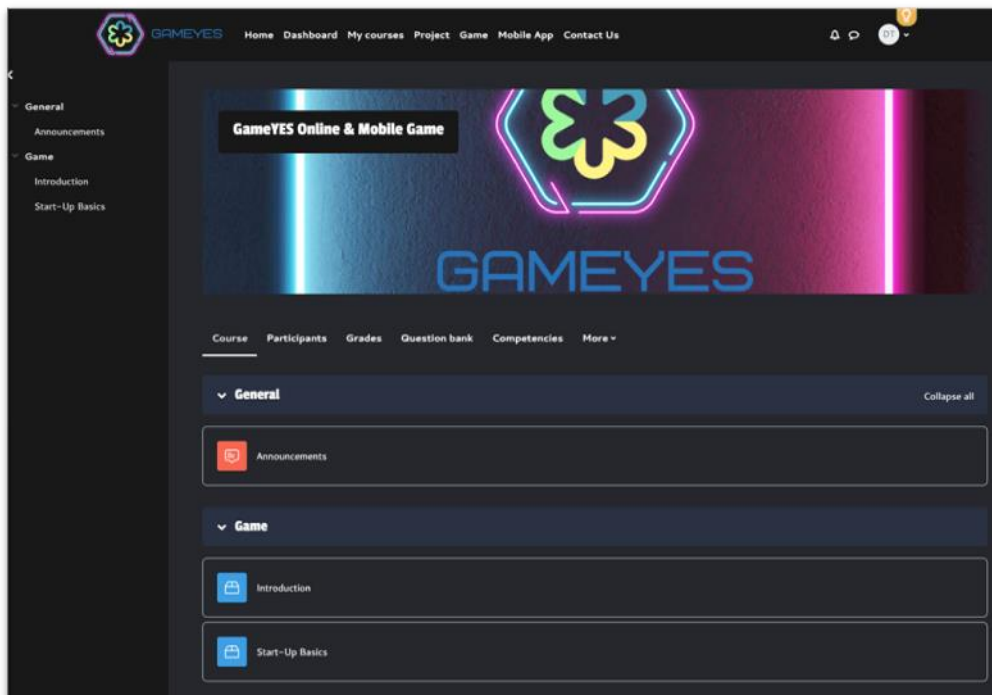 GAMEYES Home Dashboard My courses Project Game Mobile App Contact Us DT
General
Announcements
Game
Introduction
Start-Up Basics
GameYES Online & Mobile Game
GAMEYES
Course Participants Grades Question bank Competencies More
General Collapse all
Announcements
Game
Introduction
Start-Up Basics